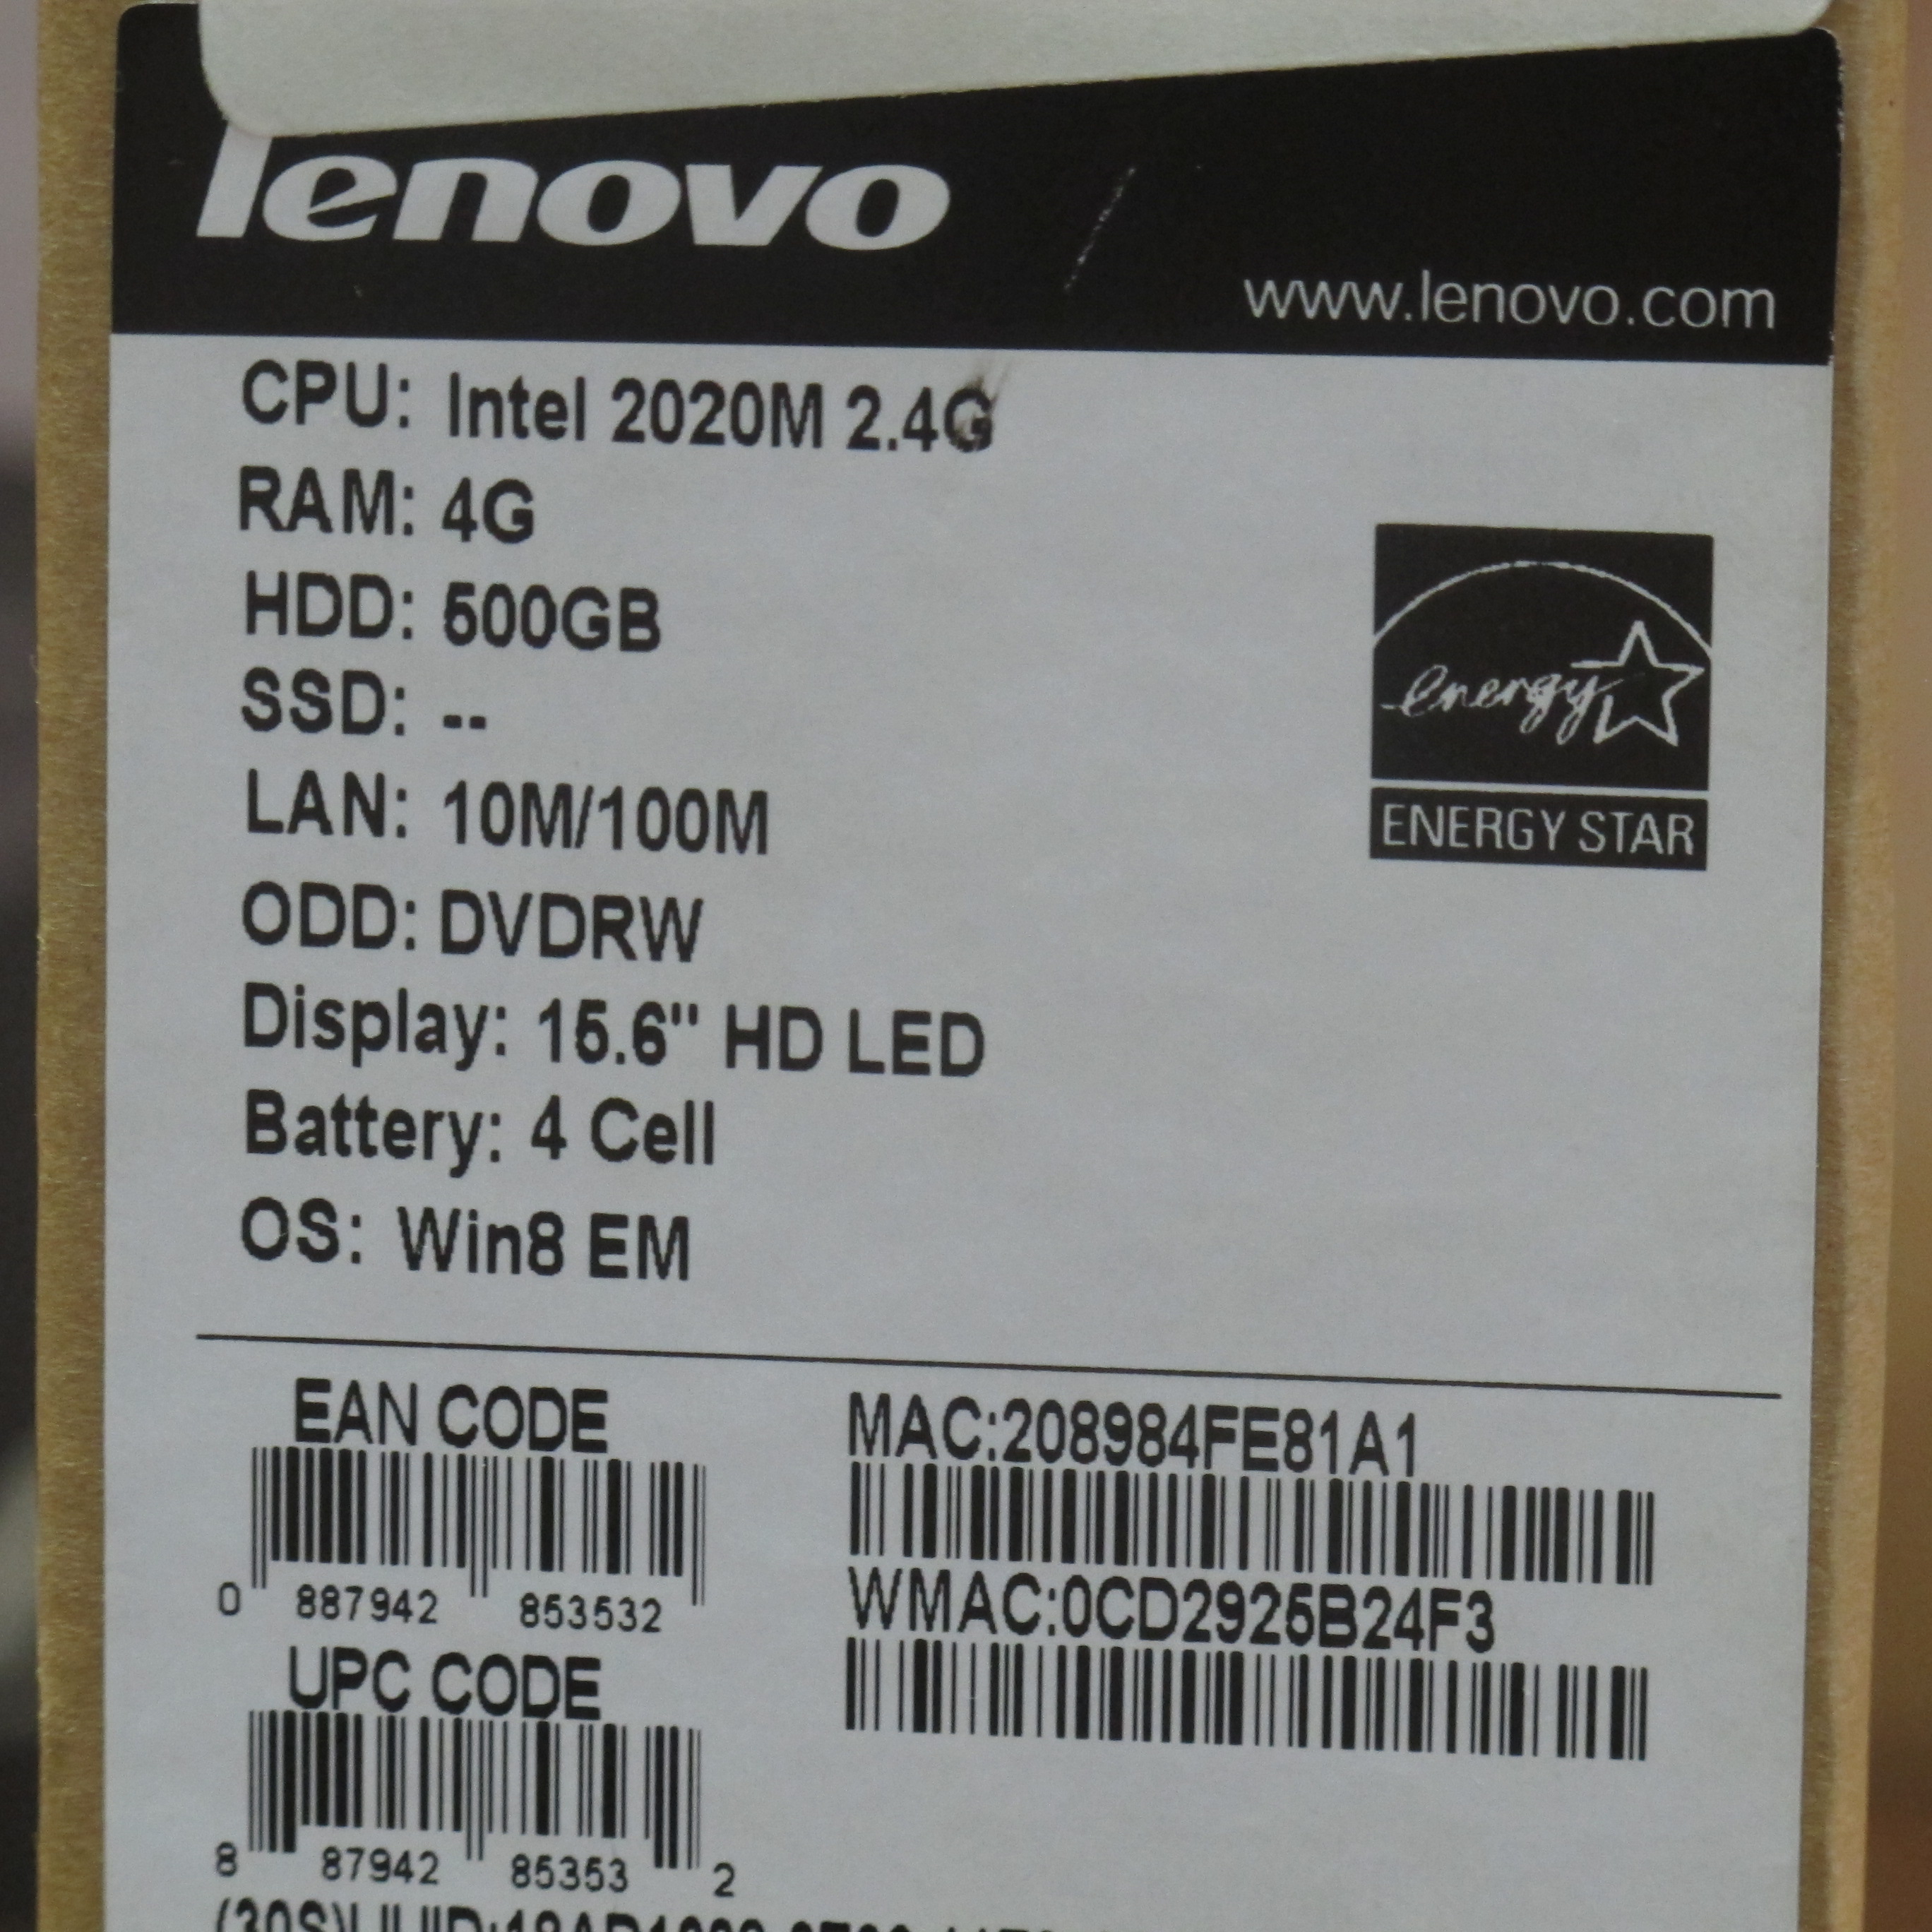 lenovo
www.lenovo.com
CPU: Intel 2020M 2.4G
RAM: 4G
HDD: 500GB
SSD: --
LAN: 10M/100M
ODD: DVDRW
Display: 15.6" HD LED
Battery: 4 Cell
OS: Win8 EM
energy
ENERGY STAR
EAN CODE
0 887942 853532
UPC CODE
8 87942 85353 2
MAC:208984FE81A1
WMAC:0CD2925B24F3